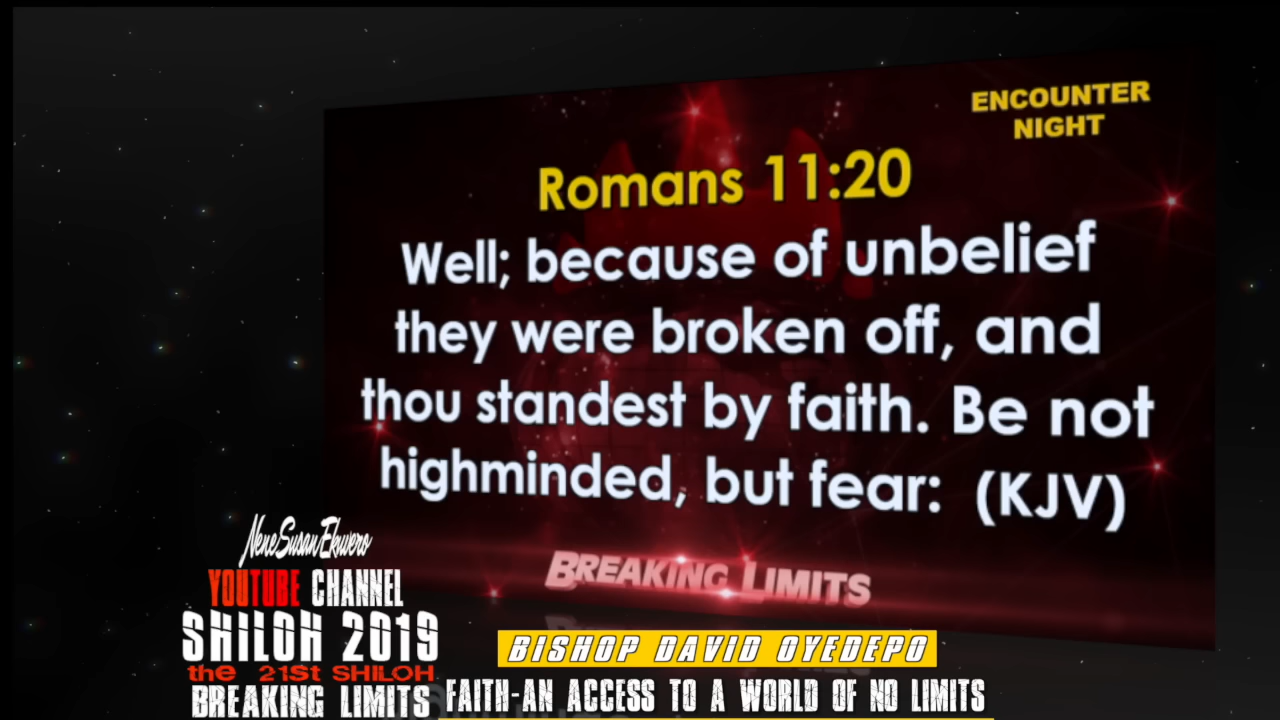 ENCOUNTER
NIGHT
Romans 11:20
Well; because of unbelief
they were broken off, and
thou standest by faith. Be not
highminded, but fear: (KJV)
BREAKING LIMITS
NeneSusanEkwero
YOUTUBE CHANNEL
SHILOH 2019
the 21st SHILOH
BREAKING LIMITS
BISHOP DAVID OYEDEPO
FAITH-AN ACCESS TO A WORLD OF NO LIMITS